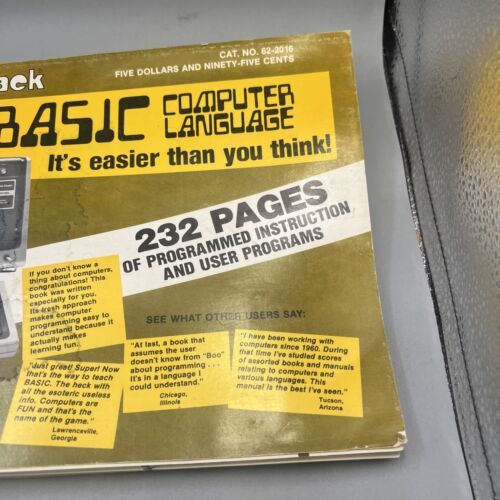 ack
CAT. NO. 62-2016
FIVE DOLLARS AND NINETY-FIVE CENTS
BASIC COMPUTER
LANGUAGE
It's easier than you think!
232 PAGES
OF PROGRAMMED INSTRUCTION
AND USER PROGRAMS
If you don't know a
thing about computers,
congratulations! This
book was written
especially for you.
Its fresh approach
makes computer
programming easy to
understand because it
actually makes
learning fun.
SEE WHAT OTHER USERS SAY:
"Just great! Super! Now
that's the way to teach
BASIC. The heck with
all the esoteric useless
info. Computers are
FUN and that's the
name of the game."
Lawrenceville,
Georgia
"At last, a book that
assumes the user
doesn't know from "Boo"
about programming . . .
It's in a language I
could understand."
Chicago,
Illinois
"I have been working with
computers since 1960. During
that time I've studied scores
of assorted books and manuals
relating to computers and
various languages. This
manual is the best I've seen."
Tucson,
Arizona